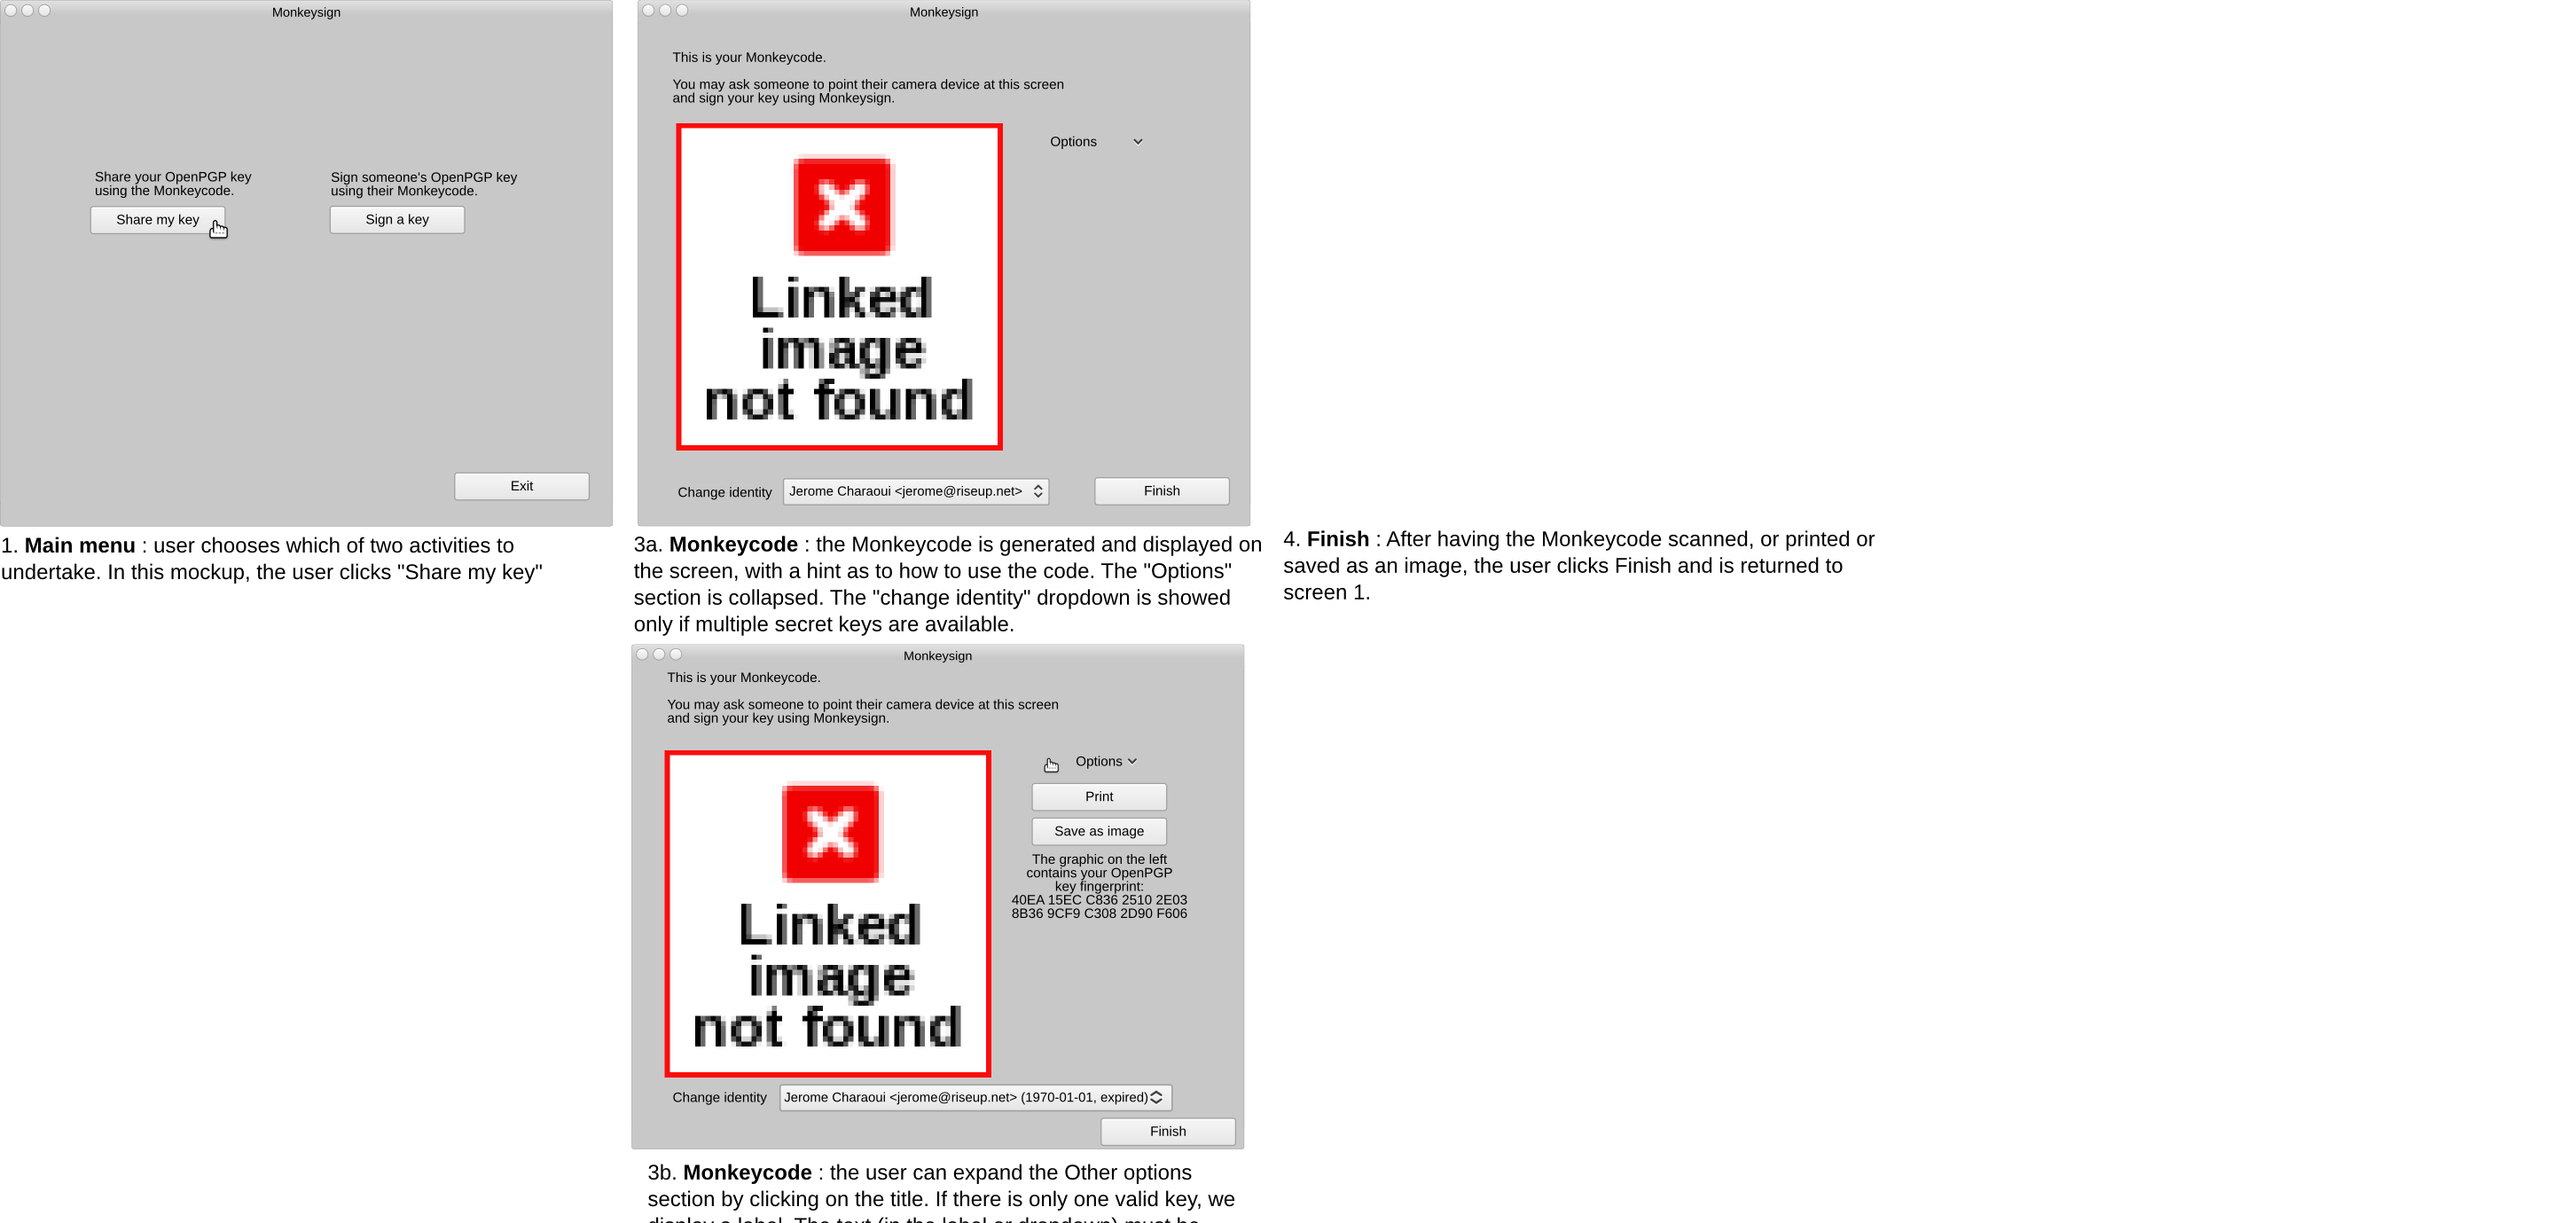 Monkeysign
Share your OpenPGP key
using the Monkeycode.
Share my key
Sign someone's OpenPGP key
using their Monkeycode.
Sign a key
Exit
1. Main menu : user chooses which of two activities to
undertake. In this mockup, the user clicks "Share my key"
Monkeysign
This is your Monkeycode.
You may ask someone to point their camera device at this screen
and sign your key using Monkeysign.
Linked
image
not found
Options
Change identity
Jerome Charaoui <jerome@riseup.net>
Finish
3a. Monkeycode : the Monkeycode is generated and displayed on
the screen, with a hint as to how to use the code. The "Options"
section is collapsed. The "change identity" dropdown is showed
only if multiple secret keys are available.
4. Finish : After having the Monkeycode scanned, or printed or
saved as an image, the user clicks Finish and is returned to
screen 1.
Monkeysign
This is your Monkeycode.
You may ask someone to point their camera device at this screen
and sign your key using Monkeysign.
Linked
image
not found
Options
Print
Save as image
The graphic on the left
contains your OpenPGP
key fingerprint:
40EA 15EC C836 2510 2E03
8B36 9CF9 C308 2D90 F606
Change identity
Jerome Charaoui <jerome@riseup.net> (1970-01-01, expired)
Finish
3b. Monkeycode : the user can expand the Other options
section by clicking on the title. If there is only one valid key, we
display a label. The text (in the label or dropdown) must be